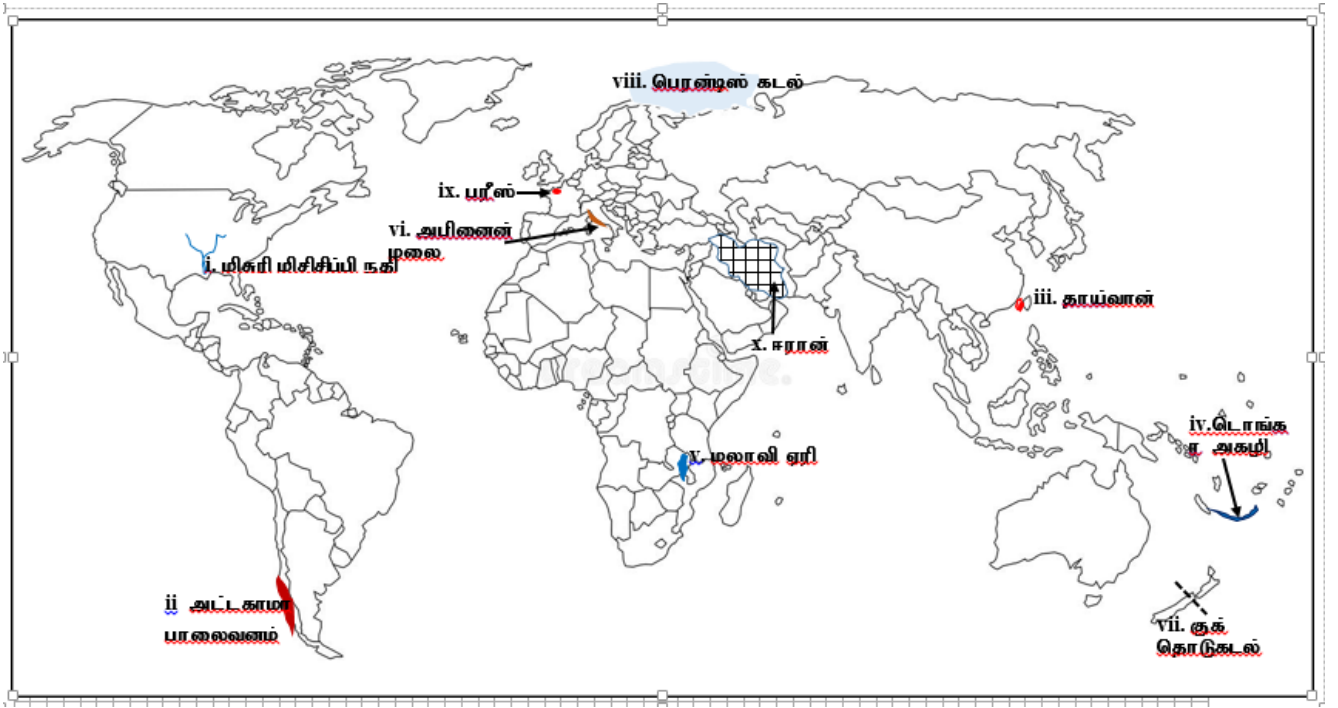 viii. பெரன்டிஸ் கடல்
ix. பரீஸ்
vi. அபினைன்
மலை
i. மிசுரி மிசிசிப்பி நதி
iii. தாய்வான்
x. ஈரான்
iv.டொங்க
ா அகழி
v. மலாவி ஏரி
ii அட்டகாமா
பாலைவனம்
vii. குக்
தொடுகடல்